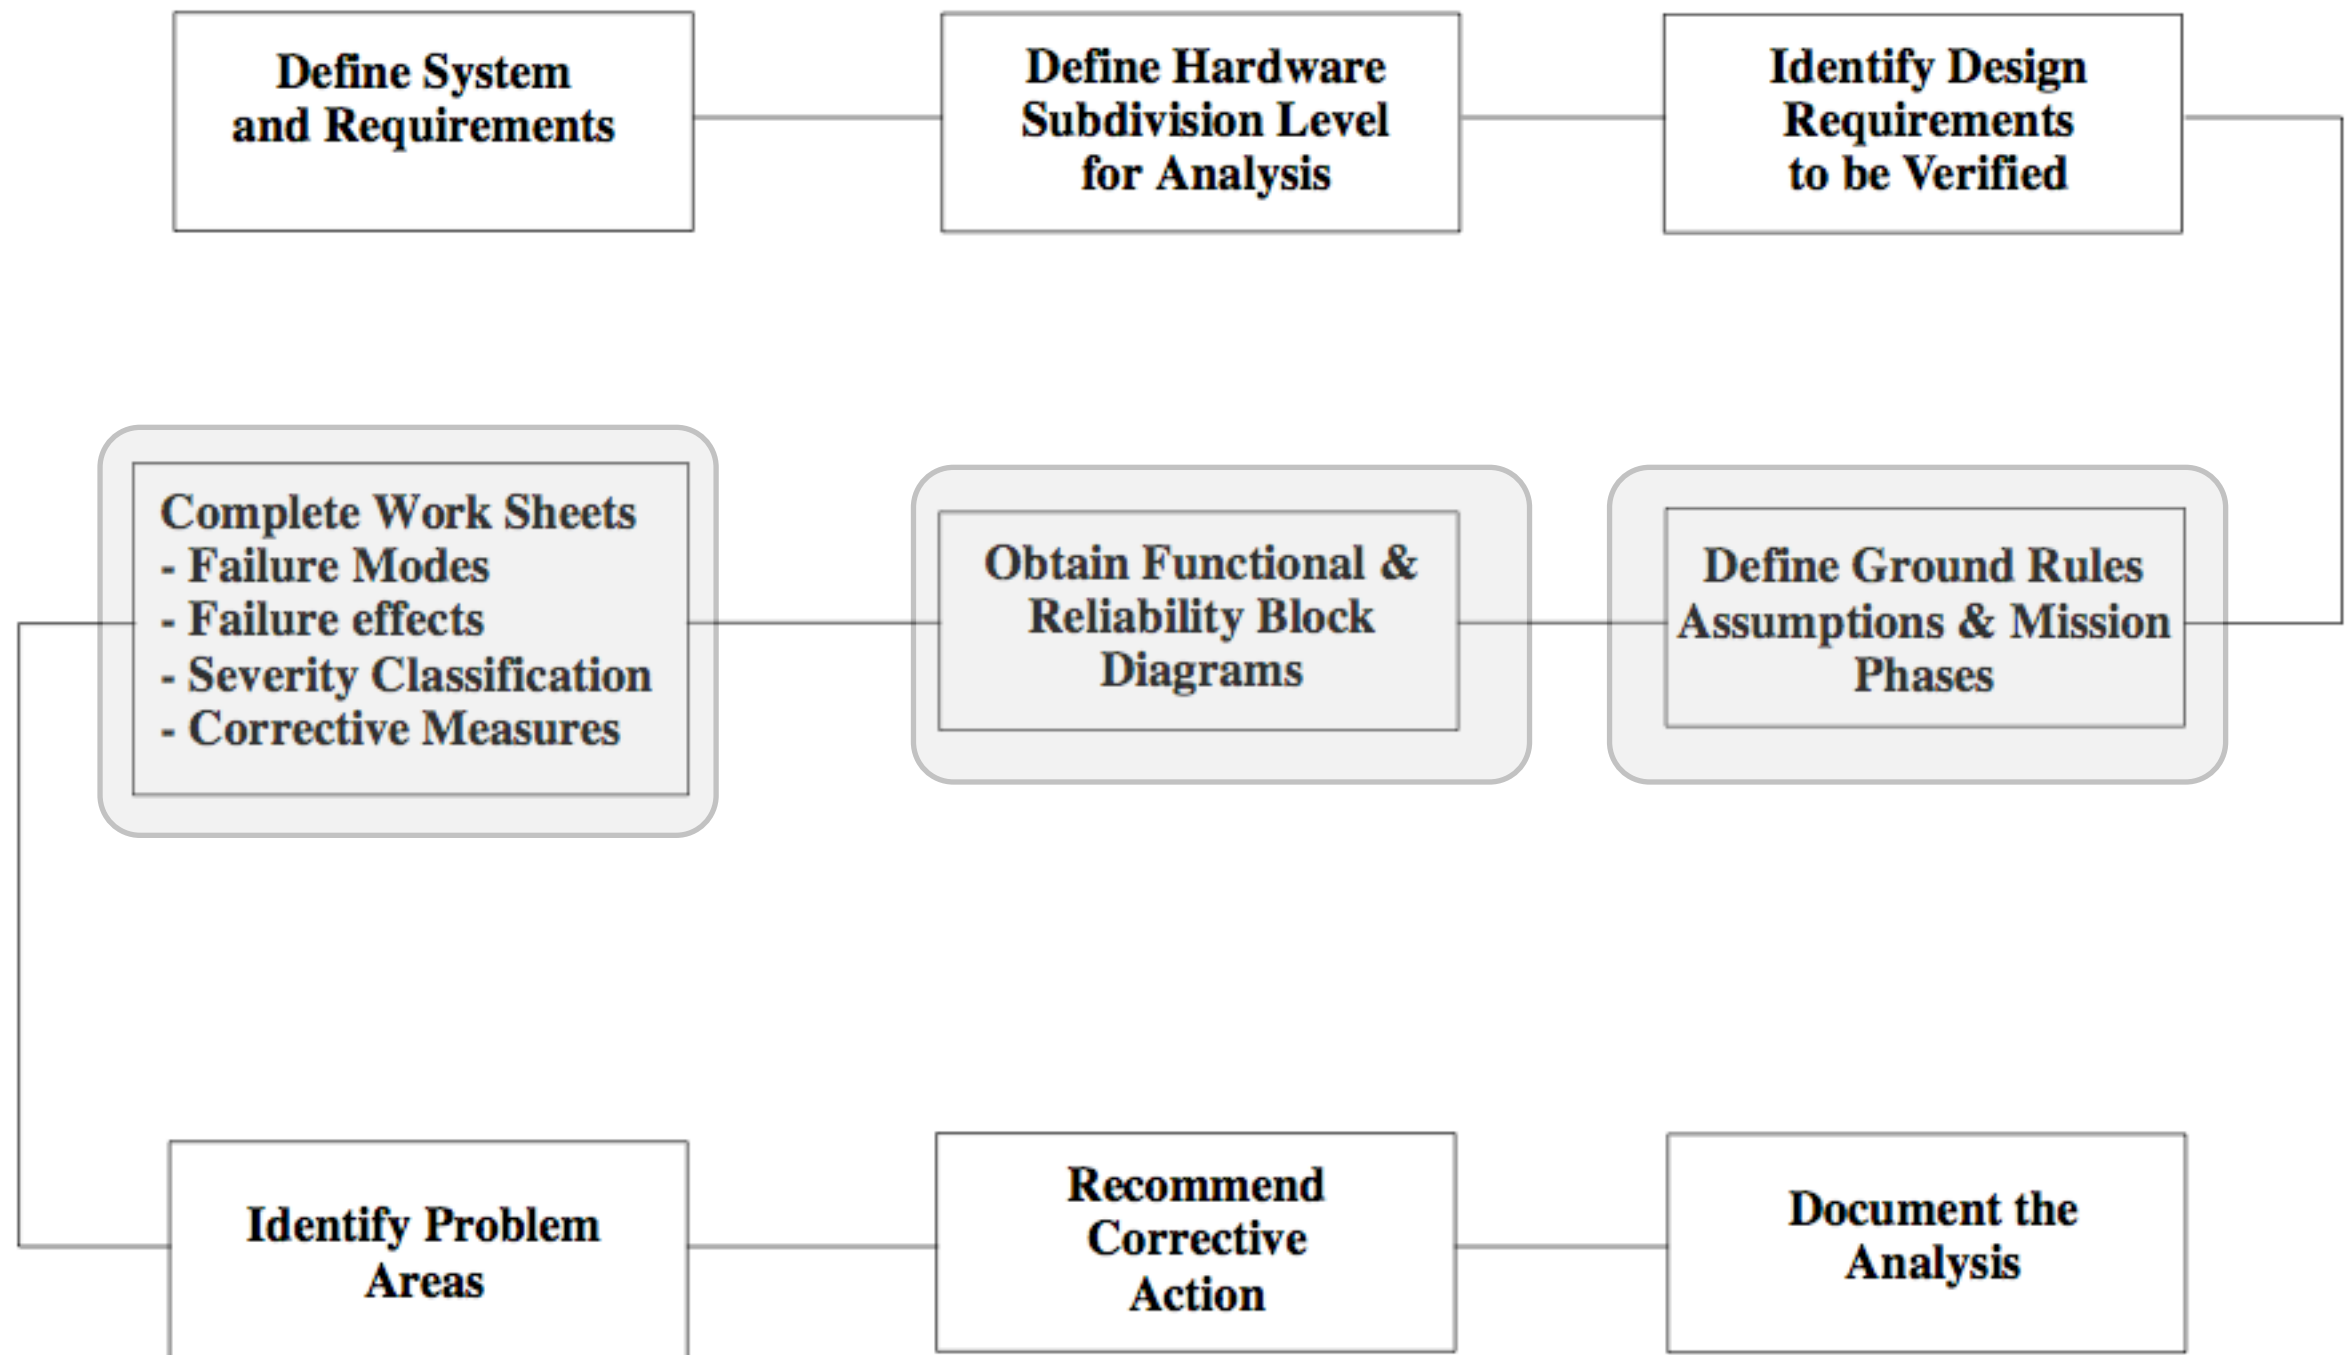 Define System
and Requirements
Define Hardware
Subdivision Level
for Analysis
Identify Design
Requirements
to be Verified
Define Ground Rules
Assumptions & Mission
Phases
Obtain Functional &
Reliability Block
Diagrams
Complete Work Sheets
- Failure Modes
- Failure effects
- Severity Classification
- Corrective Measures
Identify Problem
Areas
Recommend
Corrective
Action
Document the
Analysis